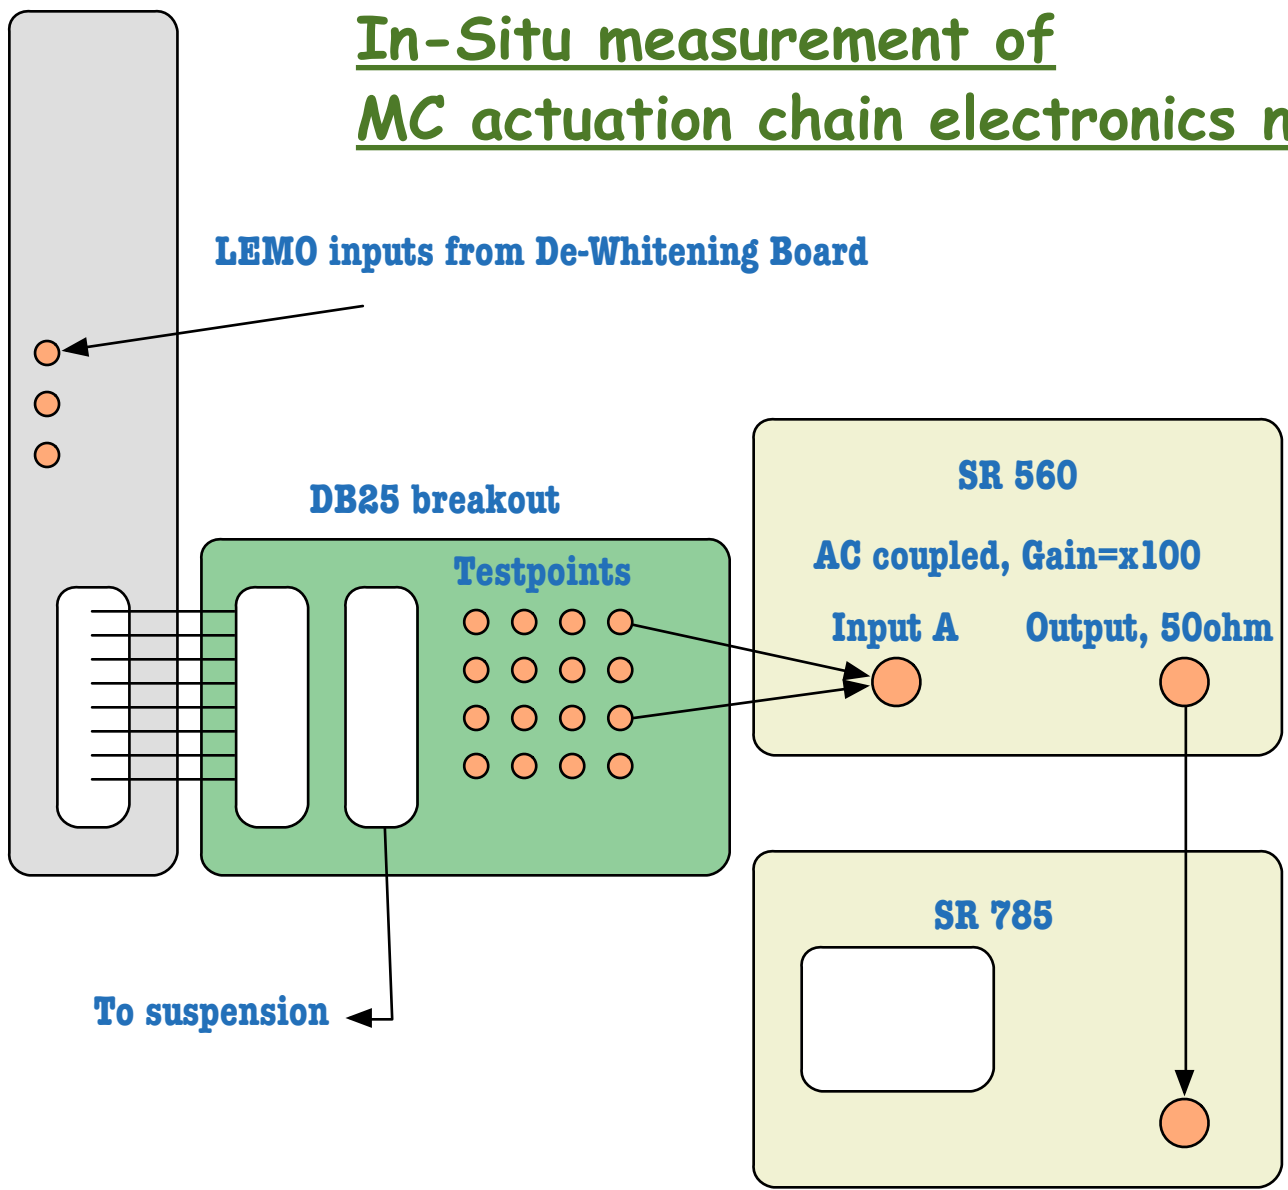 In-Situ measurement of
MC actuation chain electronics
LEMO inputs from De-Whitening Board
DB25 breakout
Testpoints
SR 560
AC coupled, Gain=x100
Input A
Output, 50ohm
SR 785
To suspension